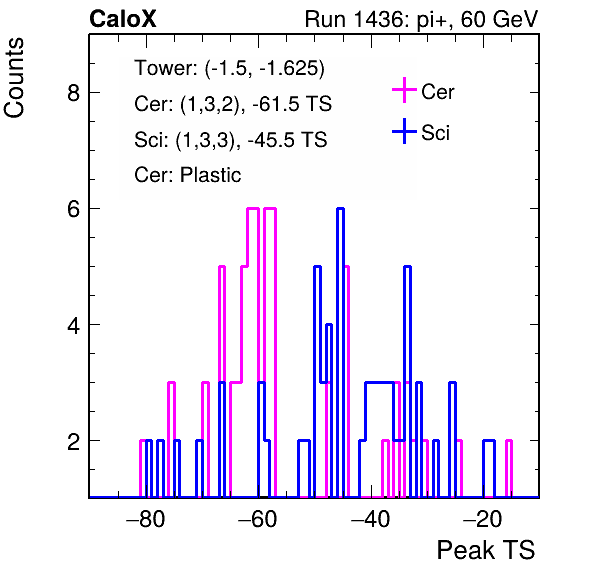 CaloX Run 1436: pi+, 60 GeV
Counts
Tower: (-1.5, -1.625)
Cer: (1,3,2), -61.5 TS
Sci: (1,3,3), -45.5 TS
Cer: Plastic
Cer
Sci
8
6
4
2
−80 −60 −40 −20
Peak TS